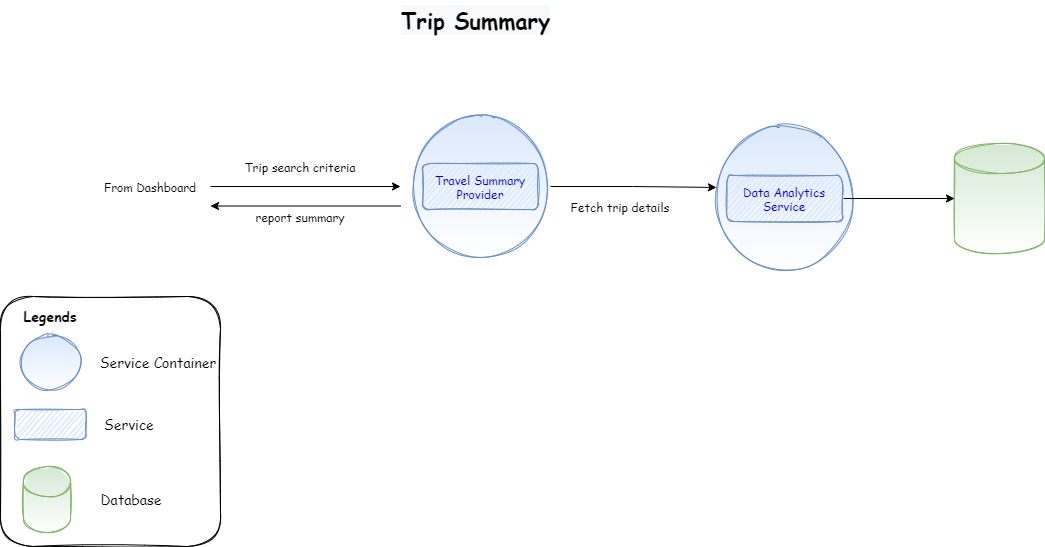 Trip Summary
Trip search criteria
From Dashboard
report summary
Travel Summary
Provider
Fetch trip details
Data Analytics
Service
Legends
Service Container
Service
Database